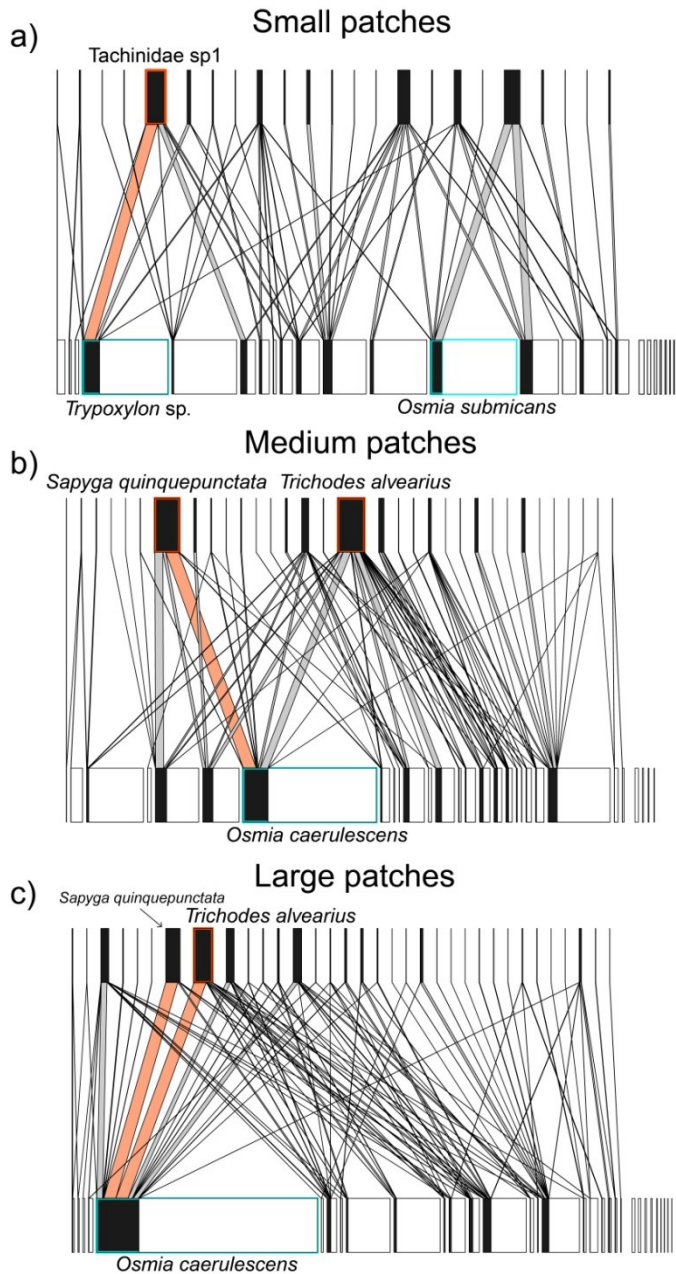 a)
Small patches
Tachinidae sp1
Trypoxylon sp.
Osmia submicans
b)
Medium patches
Sapyga quinquepunctata
Trichodes alvearius
Osmia caerulescens
c)
Large patches
Sapyga quinquepunctata
Trichodes alvearius
Osmia caerulescens